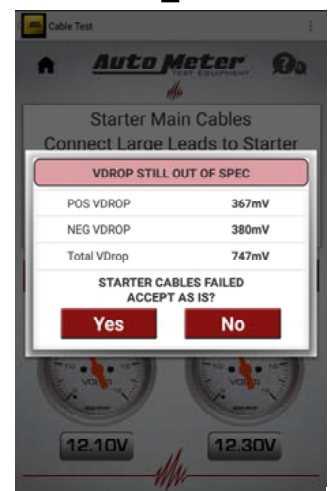 Cable Test
Auto Meter
TEST EQUIPMENT
Starter Main Cables
Connect Large Leads to Starter
VDROP STILL OUT OF SPEC
POS VDROP 367mV
NEG VDROP 380mV
Total VDrop 747mV
STARTER CABLES FAILED
ACCEPT AS IS?
Yes No
VOLTS VOLTS
12.10V 12.30V